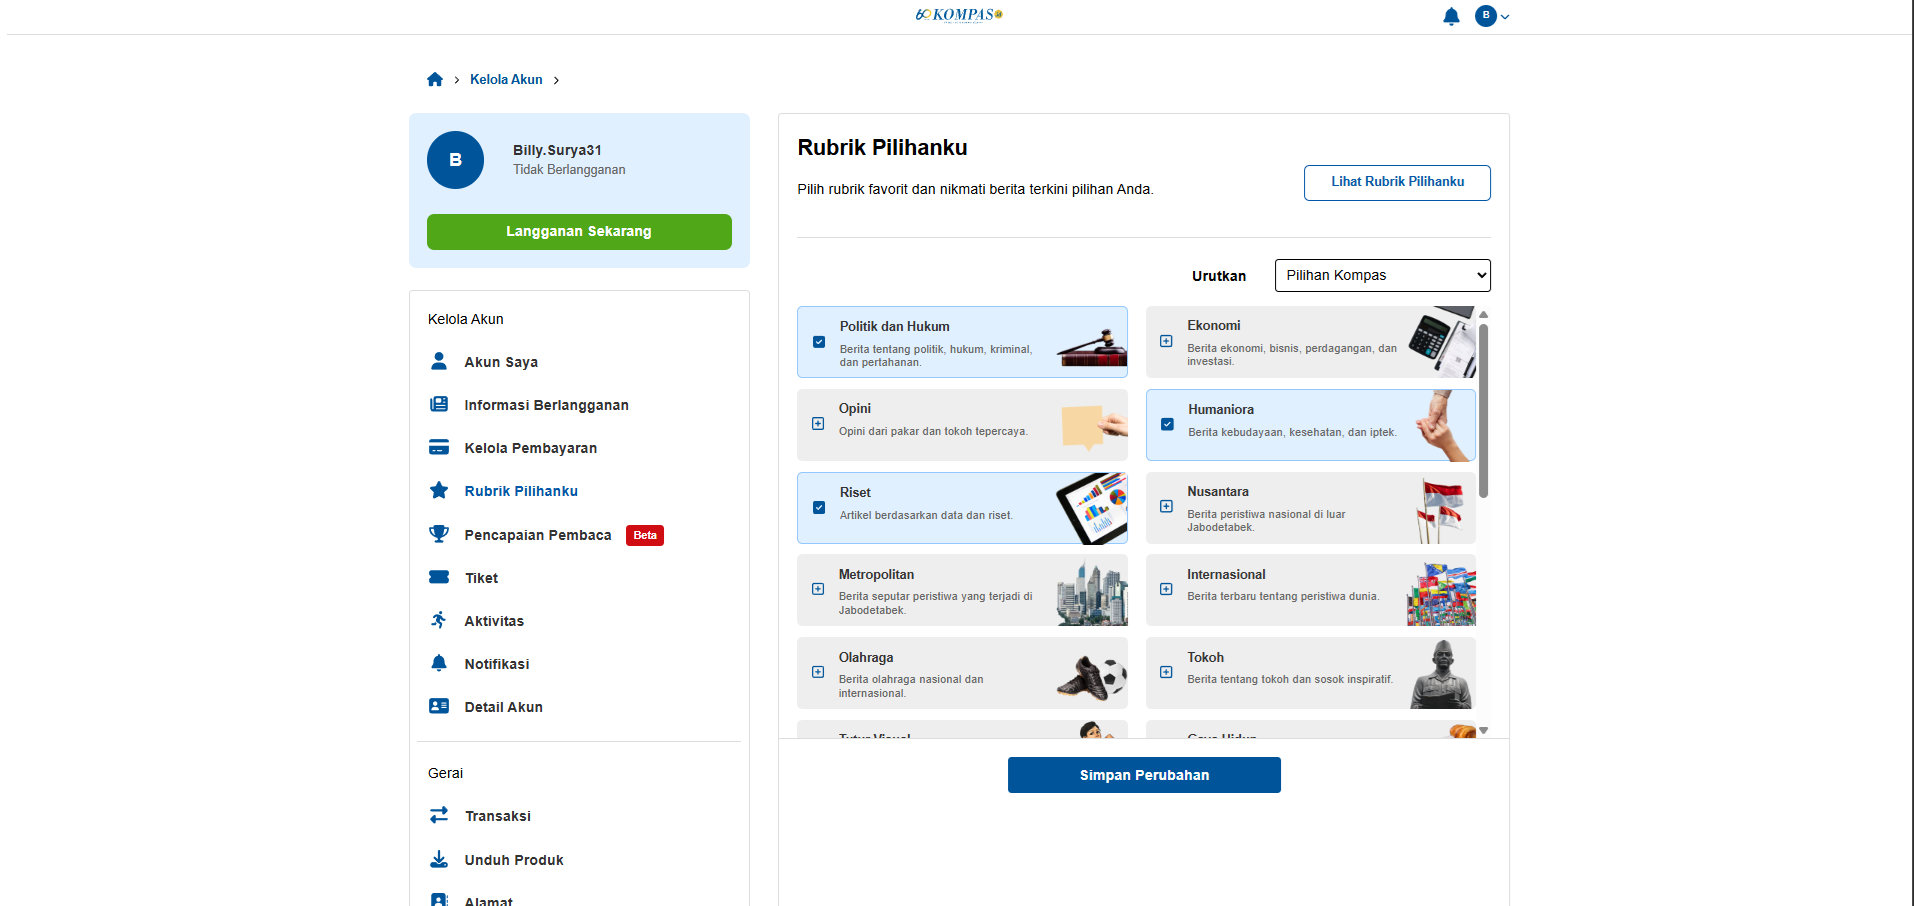 60 KOMPAS
B
Kelola Akun
B
Billy.Surya31
Tidak Berlangganan
Langganan Sekarang
Kelola Akun
Akun Saya
Informasi Berlangganan
Kelola Pembayaran
Rubrik Pilihanku
Pencapaian Pembaca Beta
Tiket
Aktivitas
Notifikasi
Detail Akun
Gerai
Transaksi
Unduh Produk
Alamat
Rubrik Pilihanku
Pilih rubrik favorit dan nikmati berita terkini pilihan Anda.
Lihat Rubrik Pilihanku
Urutkan Pilihan Kompas
Politik dan Hukum
Berita tentang politik, hukum, kriminal,
dan pertahanan.
Ekonomi
Berita ekonomi, bisnis, perdagangan, dan
investasi.
Opini
Opini dari pakar dan tokoh tepercaya.
Humaniora
Berita kebudayaan, kesehatan, dan iptek.
Riset
Artikel berdasarkan data dan riset.
Nusantara
Berita peristiwa nasional di luar
Jabodetabek.
Metropolitan
Berita seputar peristiwa yang terjadi di
Jabodetabek.
Internasional
Berita terbaru tentang peristiwa dunia.
Olahraga
Berita olahraga nasional dan
internasional.
Tokoh
Berita tentang tokoh dan sosok inspiratif.
Tutur Visual
Gaya Hidup
Simpan Perubahan